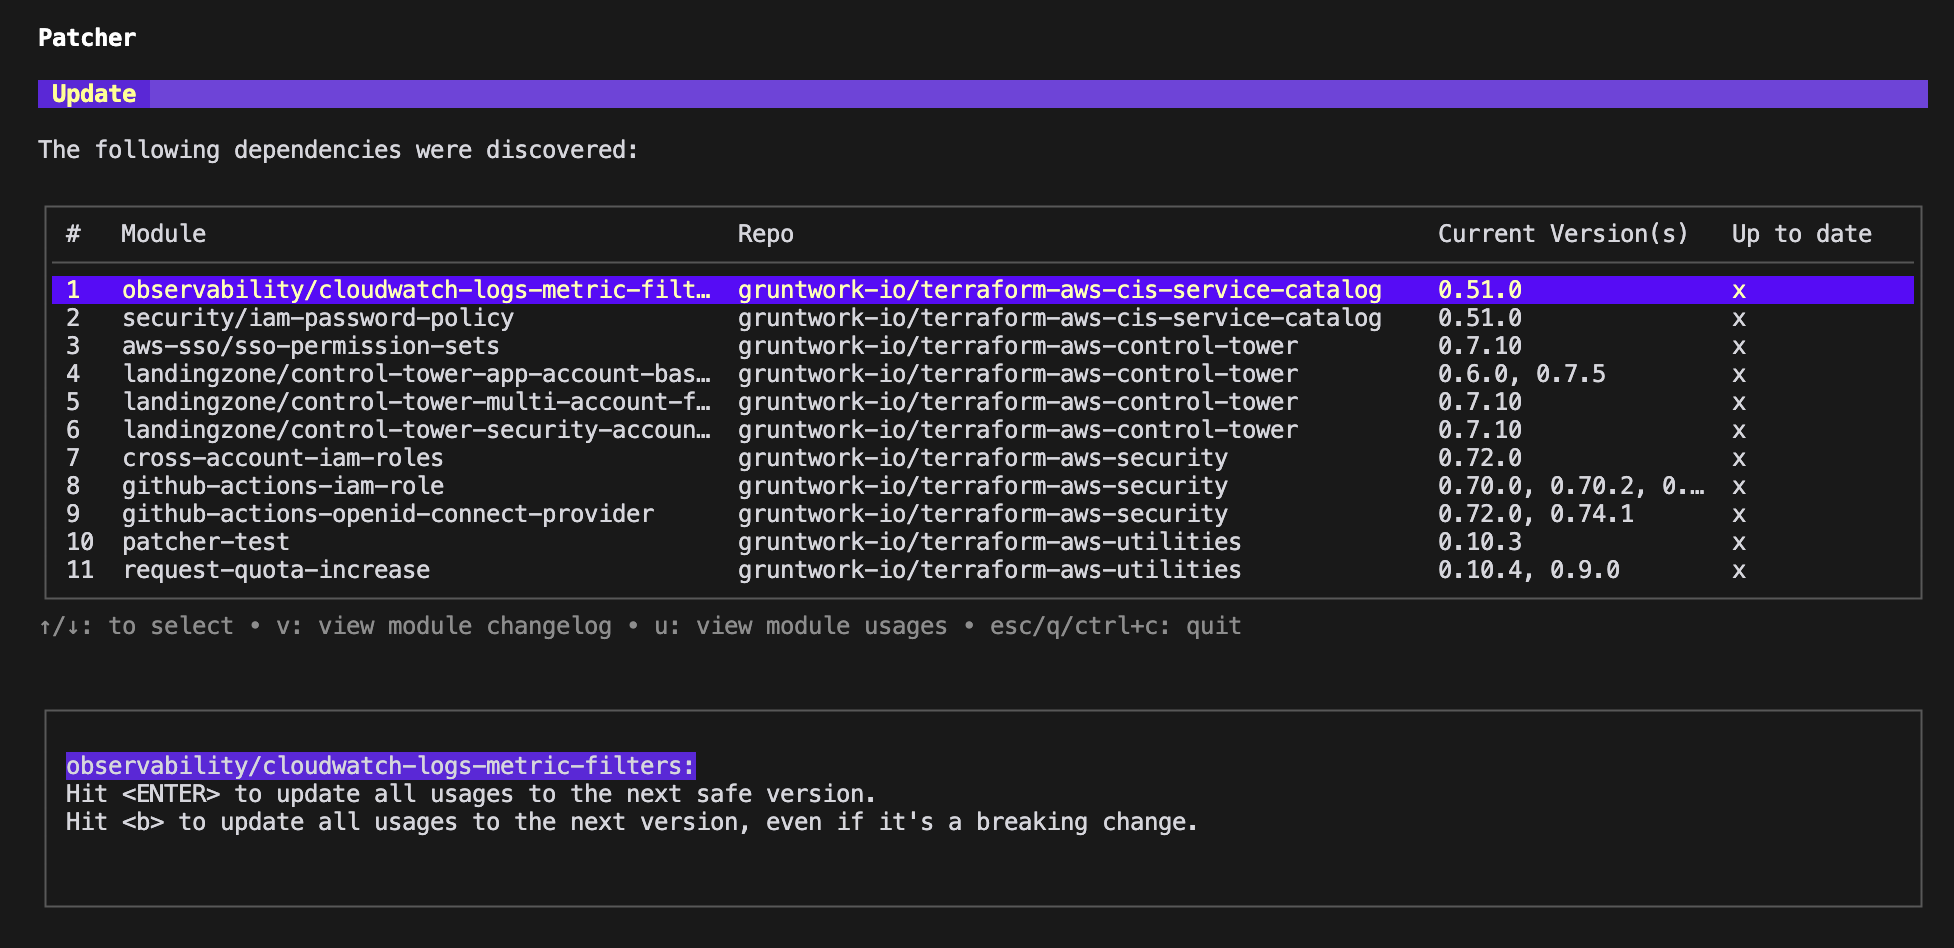 Patcher
Update
The following dependencies were discovered:
# Module Repo Current Version(s) Up to date
1 observability/cloudwatch-logs-metric-filt… gruntwork-io/terraform-aws-cis-service-catalog 0.51.0 x
2 security/iam-password-policy gruntwork-io/terraform-aws-cis-service-catalog 0.51.0 x
3 aws-sso/sso-permission-sets gruntwork-io/terraform-aws-control-tower 0.7.10 x
4 landingzone/control-tower-app-account-bas… gruntwork-io/terraform-aws-control-tower 0.6.0, 0.7.5 x
5 landingzone/control-tower-multi-account-f… gruntwork-io/terraform-aws-control-tower 0.7.10 x
6 landingzone/control-tower-security-accoun… gruntwork-io/terraform-aws-control-tower 0.7.10 x
7 cross-account-iam-roles gruntwork-io/terraform-aws-security 0.72.0 x
8 github-actions-iam-role gruntwork-io/terraform-aws-security 0.70.0, 0.70.2, 0.… x
9 github-actions-openid-connect-provider gruntwork-io/terraform-aws-security 0.72.0, 0.74.1 x
10 patcher-test gruntwork-io/terraform-aws-utilities 0.10.3 x
11 request-quota-increase gruntwork-io/terraform-aws-utilities 0.10.4, 0.9.0 x
↑/↓: to select • v: view module changelog • u: view module usages • esc/q/ctrl+c: quit
observability/cloudwatch-logs-metric-filters:
Hit <ENTER> to update all usages to the next safe version.
Hit <b> to update all usages to the next version, even if it's a breaking change.